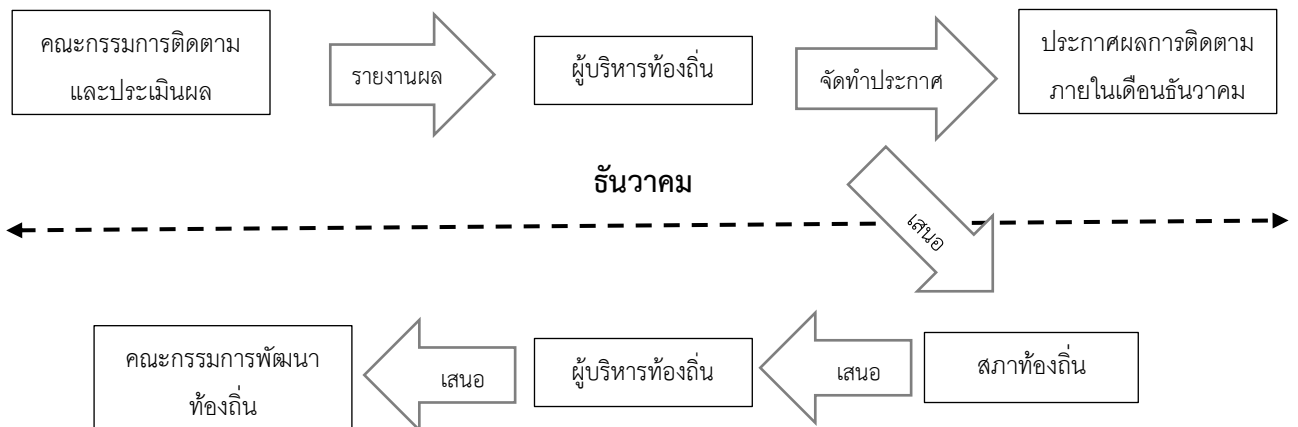 คณะกรรมการติดตาม
และประเมินผล
รายงานผล
ผู้บริหารท้องถิ่น
จัดทำประกาศ
ประกาศผลการติดตาม
ภายในเดือนธันวาคม
ธันวาคม
เสนอ
คณะกรรมการพัฒนา
ท้องถิ่น
เสนอ
ผู้บริหารท้องถิ่น
เสนอ
สภาท้องถิ่น